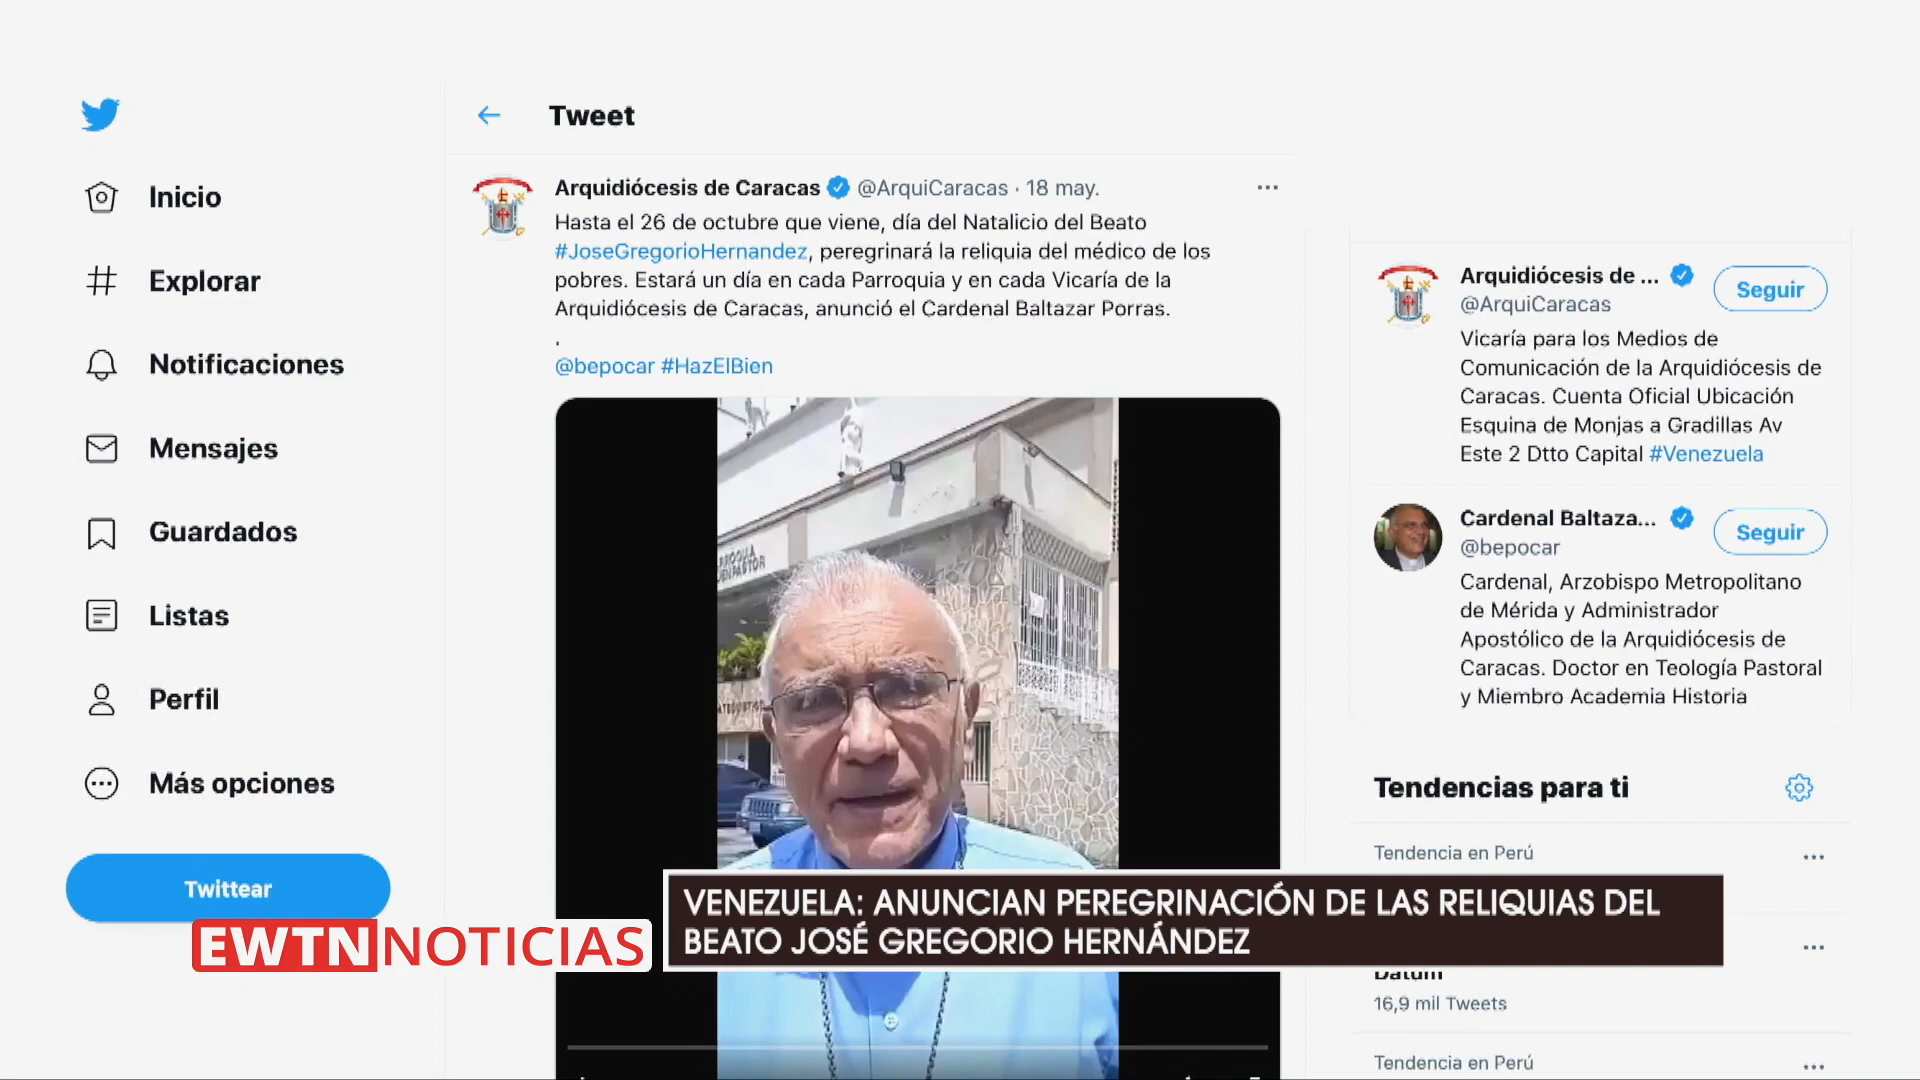 Inicio
Explorar
Notificaciones
Mensajes
Guardados
Listas
Perfil
Más opciones
Twittear
Tweet
Arquidiócesis de Caracas @ArquiCaracas · 18 may.
Hasta el 26 de octubre que viene, día del Natalicio del Beato
#JoseGregorioHernandez, peregrinará la reliquia del médico de los
pobres. Estará un día en cada Parroquia y en cada Vicaría de la
Arquidiócesis de Caracas, anunció el Cardenal Baltazar Porras.
.
@bepocar #HazElBien
Arquidiócesis de ...
@ArquiCaracas
Seguir
Vicaría para los Medios de
Comunicación de la Arquidiócesis de
Caracas. Cuenta Oficial Ubicación
Esquina de Monjas a Gradillas Av
Este 2 Dtto Capital #Venezuela
Cardenal Baltaza...
@bepocar
Seguir
Cardenal, Arzobispo Metropolitano
de Mérida y Administrador
Apostólico de la Arquidiócesis de
Caracas. Doctor en Teología Pastoral
y Miembro Academia Historia
Tendencias para ti
Tendencia en Perú
Datum
16,9 mil Tweets
Tendencia en Perú
EWTN NOTICIAS
VENEZUELA: ANUNCIAN PEREGRINACIÓN DE LAS RELIQUIAS DEL
BEATO JOSÉ GREGORIO HERNÁNDEZ